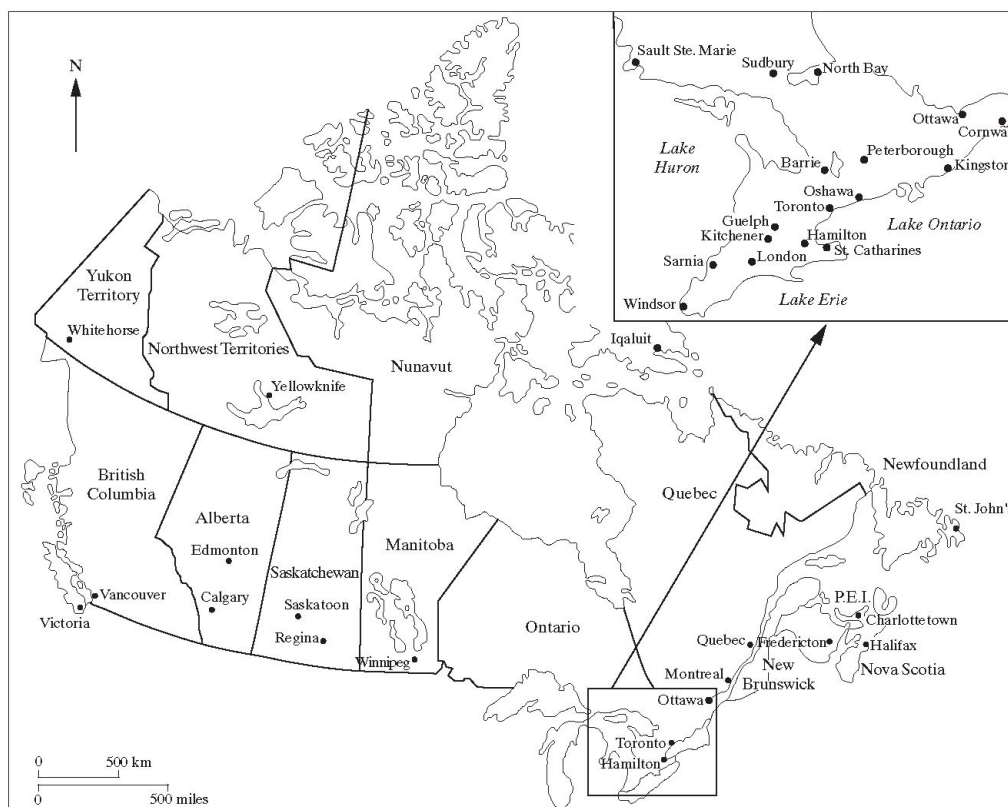 N
Sault Ste. Marie
Sudbury
North Bay
Ottawa
Cornwa
Lake
Huron
Peterborough
Barrie
Kingston
Oshawa
Toronto
Lake Ontario
Guelph
Kitchener
Hamilton
St. Catharines
Sarnia
London
Windsor
Lake Erie
Yukon
Territory
Whitehorse
Northwest Territories
Yellowknife
Nunavut
Iqaluit
British
Columbia
Alberta
Edmonton
Calgary
Saskatchewan
Saskatoon
Regina
Manitoba
Winnipeg
Ontario
Quebec
Newfoundland
St. John's
Vancouver
Victoria
P.E.I.
Charlottetown
Quebec
Fredericton
Halifax
Nova Scotia
New
Brunswick
Montreal
Ottawa
Toronto
Hamilton
0 500 km
0 500 miles